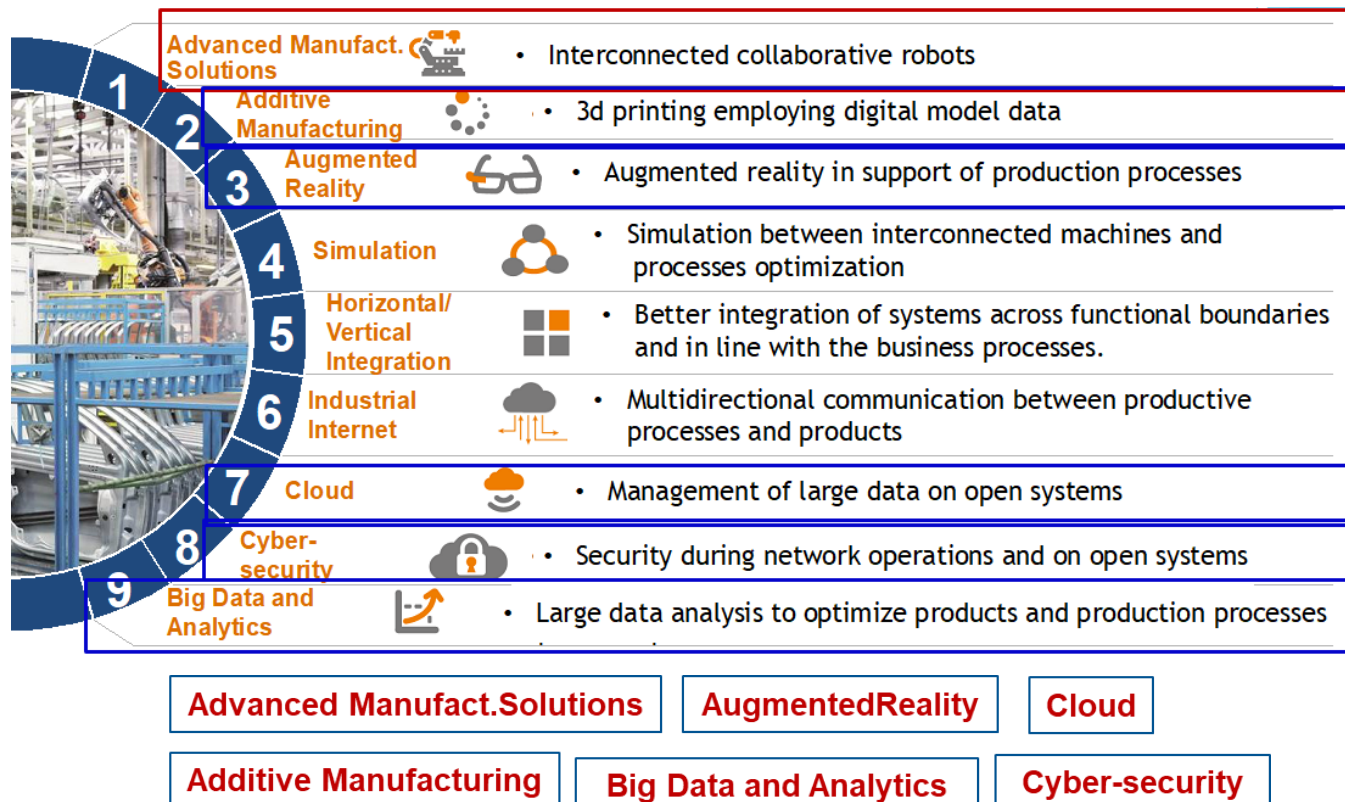 1
Advanced Manufact.
Solutions
• Interconnected collaborative robots
2
Additive
Manufacturing
• 3d printing employing digital model data
3
Augmented
Reality
• Augmented reality in support of production processes
4
Simulation
• Simulation between interconnected machines and
processes optimization
5
Horizontal/
Vertical
Integration
• Better integration of systems across functional boundaries
and in line with the business processes.
6
Industrial
Internet
• Multidirectional communication between productive
processes and products
7
Cloud
• Management of large data on open systems
8
Cyber-
security
• Security during network operations and on open systems
9
Big Data and
Analytics
• Large data analysis to optimize products and production processes
Advanced Manufact.Solutions
AugmentedReality
Cloud
Additive Manufacturing
Big Data and Analytics
Cyber-security